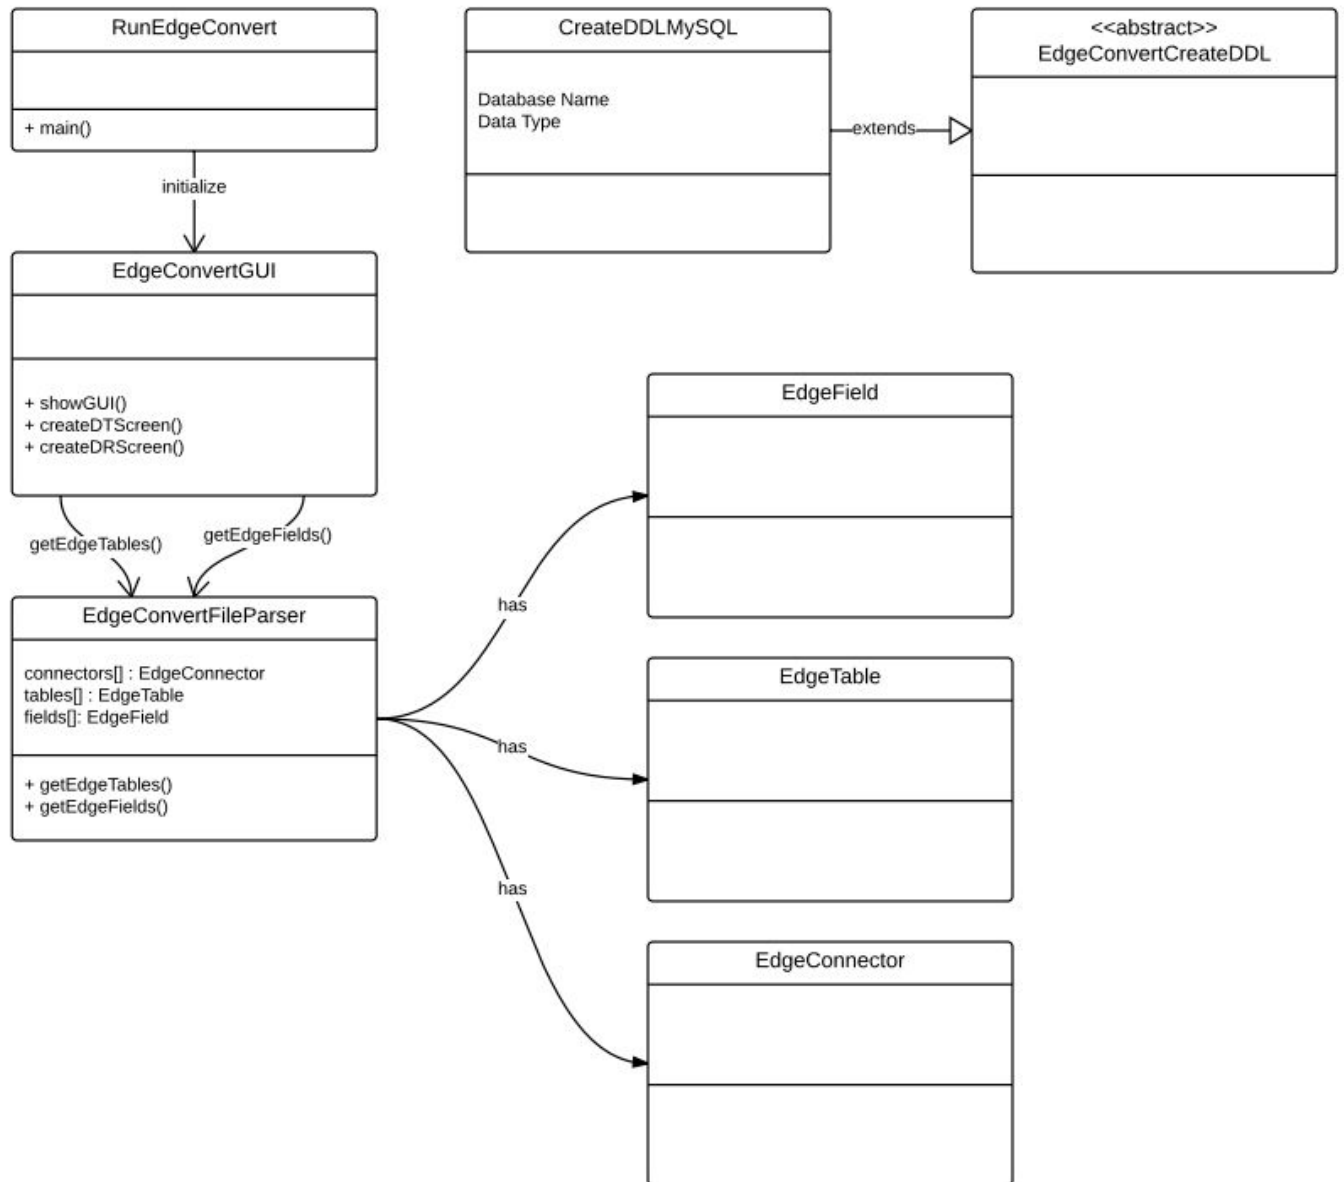 RunEdgeConvert
+ main()
initialize
EdgeConvertGUI
+ showGUI()
+ createDTScreen()
+ createDRScreen()
getEdgeTables()
getEdgeFields()
EdgeConvertFileParser
connectors[] : EdgeConnector
tables[] : EdgeTable
fields[]: EdgeField
+ getEdgeTables()
+ getEdgeFields()
CreateDDLMySQL
Database Name
Data Type
extends
<<abstract>>
EdgeConvertCreateDDL
has
EdgeField
has
EdgeTable
has
EdgeConnector